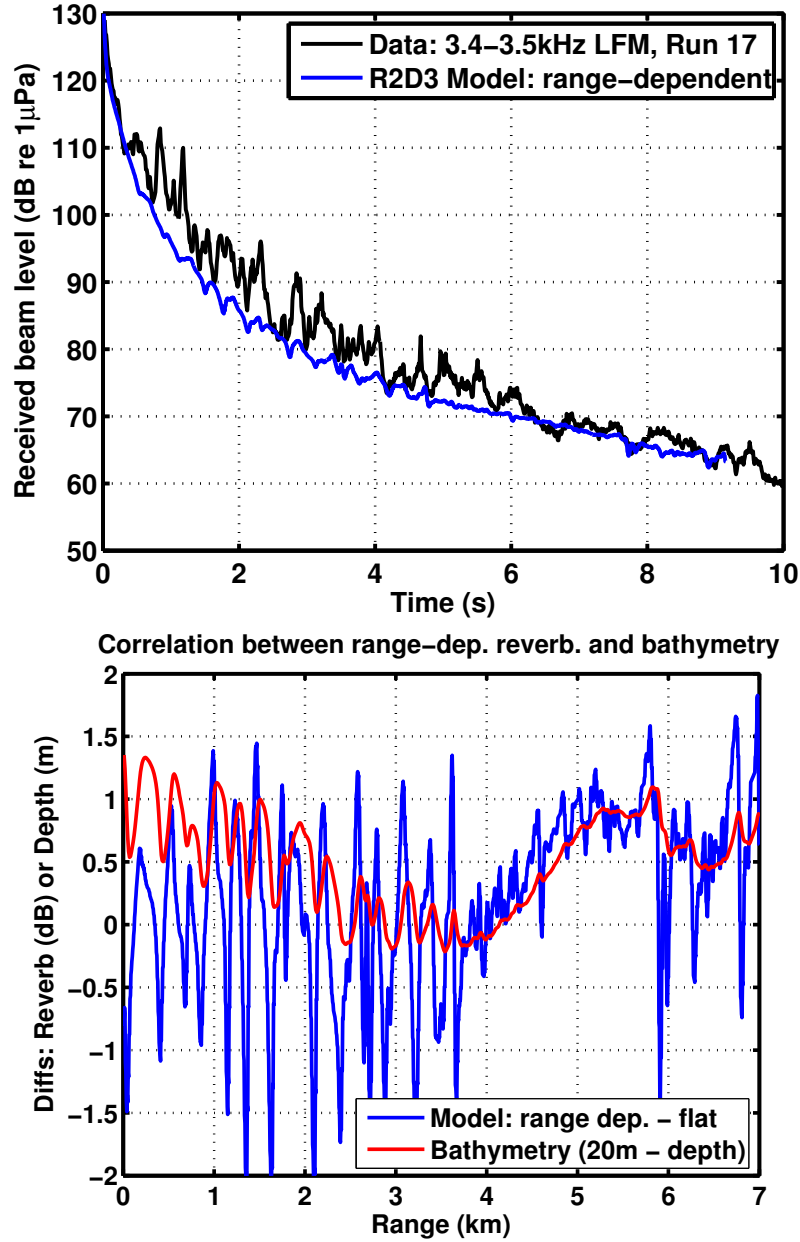 Received beam level (dB re 1μPa)
130
120
110
100
90
80
70
60
50
Data: 3.4−3.5kHz LFM, Run 17
R2D3 Model: range−dependent
0 2 4 6 8 10
Time (s)
Correlation between range−dep. reverb. and bathymetry
Diffs: Reverb (dB) or Depth (m)
2
1.5
1
0.5
0
−0.5
−1
−1.5
−2
Model: range dep. − flat
Bathymetry (20m − depth)
0 1 2 3 4 5 6 7
Range (km)